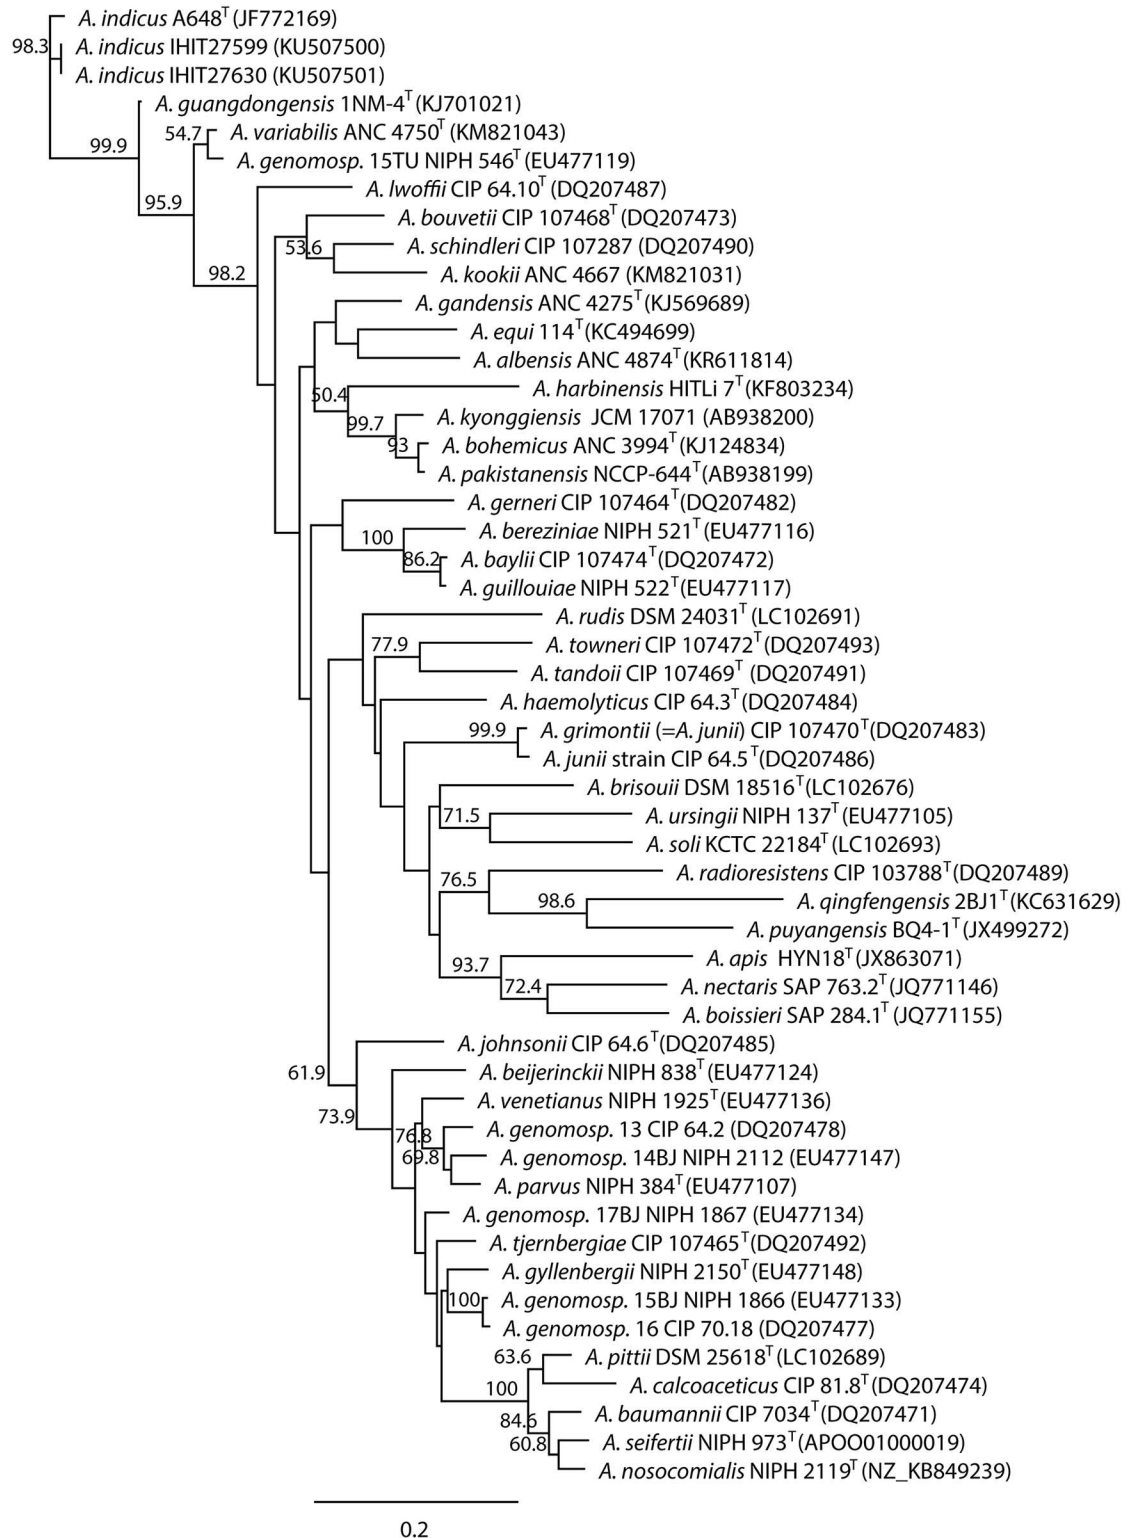 A. indicus A648T (JF772169)
98.3 A. indicus IHIT27599 (KU507500)
A. indicus IHIT27630 (KU507501)
A. guangdongensis 1NM-4T (KJ701021)
54.7 A. variabilis ANC 4750T (KM821043)
99.9
A. genomosp. 15TU NIPH 546T (EU477119)
A. lwoffii CIP 64.10T (DQ207487)
95.9
A. bouvetii CIP 107468T (DQ207473)
53.6 A. schindleri CIP 107287 (DQ207490)
98.2 A. kookii ANC 4667 (KM821031)
A. gandensis ANC 4275T (KJ569689)
A. equi 114T (KC494699)
A. albensis ANC 4874T (KR611814)
A. harbinensis HITLi 7T (KF803234)
50.4
A. kyonggiensis JCM 17071 (AB938200)
99.7
93 A. bohemicus ANC 3994T (KJ124834)
A. pakistanensis NCCP-644T (AB938199)
A. gerneri CIP 107464T (DQ207482)
A. bereziniae NIPH 521T (EU477116)
100
86.2 A. baylii CIP 107474T (DQ207472)
A. guillouiae NIPH 522T (EU477117)
A. rudis DSM 24031T (LC102691)
77.9 A. towneri CIP 107472T (DQ207493)
A. tandoii CIP 107469T (DQ207491)
A. haemolyticus CIP 64.3T (DQ207484)
99.9 A. grimontii (=A. junii) CIP 107470T (DQ207483)
A. junii strain CIP 64.5T (DQ207486)
A. brisouii DSM 18516T (LC102676)
71.5 A. ursingii NIPH 137T (EU477105)
A. soli KCTC 22184T (LC102693)
76.5 A. radioresistens CIP 103788T (DQ207489)
98.6 A. qingfengensis 2BJ1T (KC631629)
A. puyangensis BQ4-1T (JX499272)
93.7 A. apis HYN18T (JX863071)
72.4 A. nectaris SAP 763.2T (JQ771146)
A. boissieri SAP 284.1T (JQ771155)
A. johnsonii CIP 64.6T (DQ207485)
61.9 A. beijerinckii NIPH 838T (EU477124)
A. venetianus NIPH 1925T (EU477136)
73.9
76.8 A. genomosp. 13 CIP 64.2 (DQ207478)
69.8 A. genomosp. 14BJ NIPH 2112 (EU477147)
A. parvus NIPH 384T (EU477107)
A. genomosp. 17BJ NIPH 1867 (EU477134)
A. tjernbergiae CIP 107465T (DQ207492)
A. gyllenbergii NIPH 2150T (EU477148)
100 A. genomosp. 15BJ NIPH 1866 (EU477133)
A. genomosp. 16 CIP 70.18 (DQ207477)
63.6 A. pittii DSM 25618T (LC102689)
100 A. calcoaceticus CIP 81.8T (DQ207474)
84.6 A. baumannii CIP 7034T (DQ207471)
60.8 A. seifertii NIPH 973T (APOO01000019)
A. nosocomialis NIPH 2119T (NZ_KB849239)
0.2